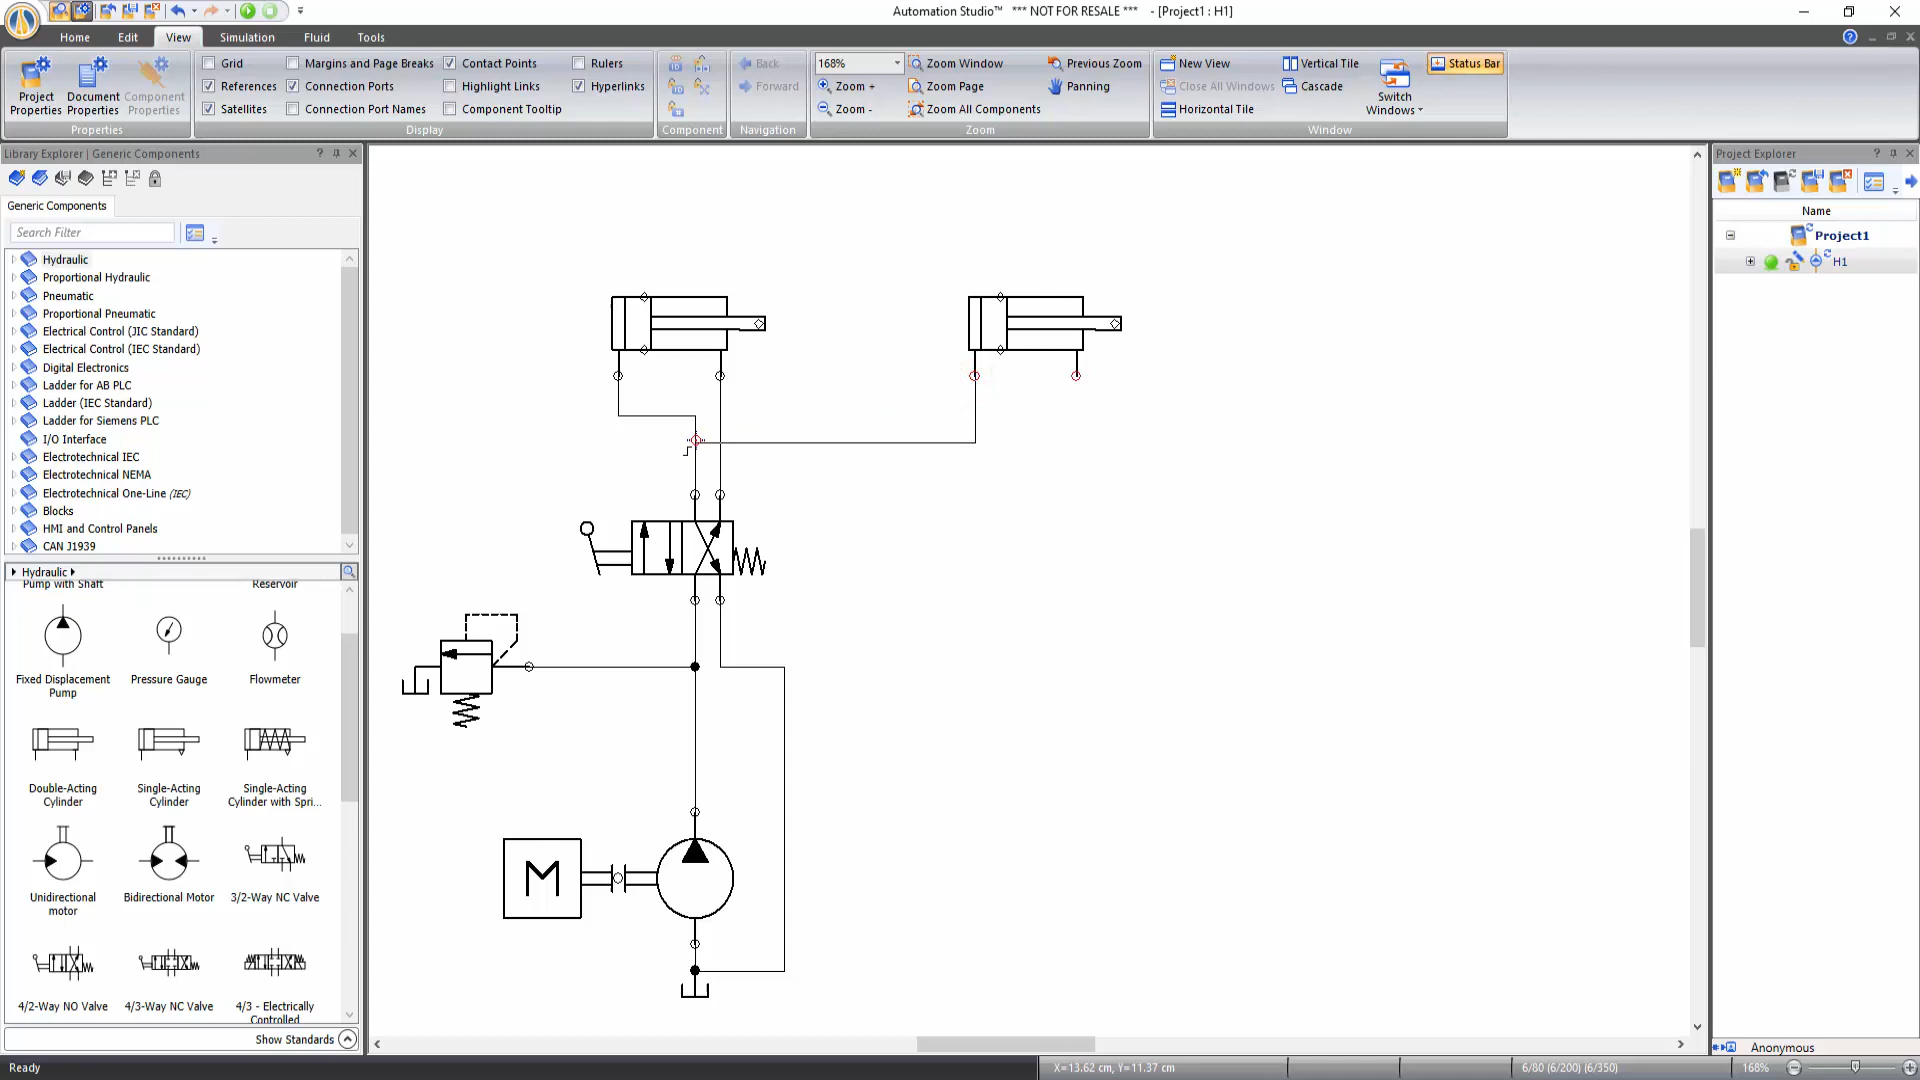 Automation Studio™ *** NOT FOR RESALE *** - [Project1 : H1]
Home Edit View Simulation Fluid Tools
Project Properties
Document Properties
Component Properties
Properties
Grid
References
Satellites
Margins and Page Breaks
Connection Ports
Connection Port Names
Contact Points
Highlight Links
Component Tooltip
Rulers
Hyperlinks
Display
Component
Back
Forward
Navigation
168%
Zoom +
Zoom -
Zoom Window
Zoom Page
Zoom All Components
Previous Zoom
Panning
Zoom
New View
Close All Windows
Horizontal Tile
Vertical Tile
Cascade
Switch Windows
Status Bar
Window
Library Explorer | Generic Components
Generic Components
Search Filter
Hydraulic
Proportional Hydraulic
Pneumatic
Proportional Pneumatic
Electrical Control (JIC Standard)
Electrical Control (IEC Standard)
Digital Electronics
Ladder for AB PLC
Ladder (IEC Standard)
Ladder for Siemens PLC
I/O Interface
Electrotechnical IEC
Electrotechnical NEMA
Electrotechnical One-Line (IEC)
Blocks
HMI and Control Panels
CAN J1939
Hydraulic
Pump with Shaft
Reservoir
Fixed Displacement Pump
Pressure Gauge
Flowmeter
Double-Acting Cylinder
Single-Acting Cylinder
Single-Acting Cylinder with Spri...
Unidirectional motor
Bidirectional Motor
3/2-Way NC Valve
4/2-Way NO Valve
4/3-Way NC Valve
4/3 - Electrically Controlled
Show Standards
M
Project Explorer
Name
Project1
H1
Anonymous
Ready
X=13.62 cm, Y=11.37 cm
6/80 (6/200) (6/350)
168%